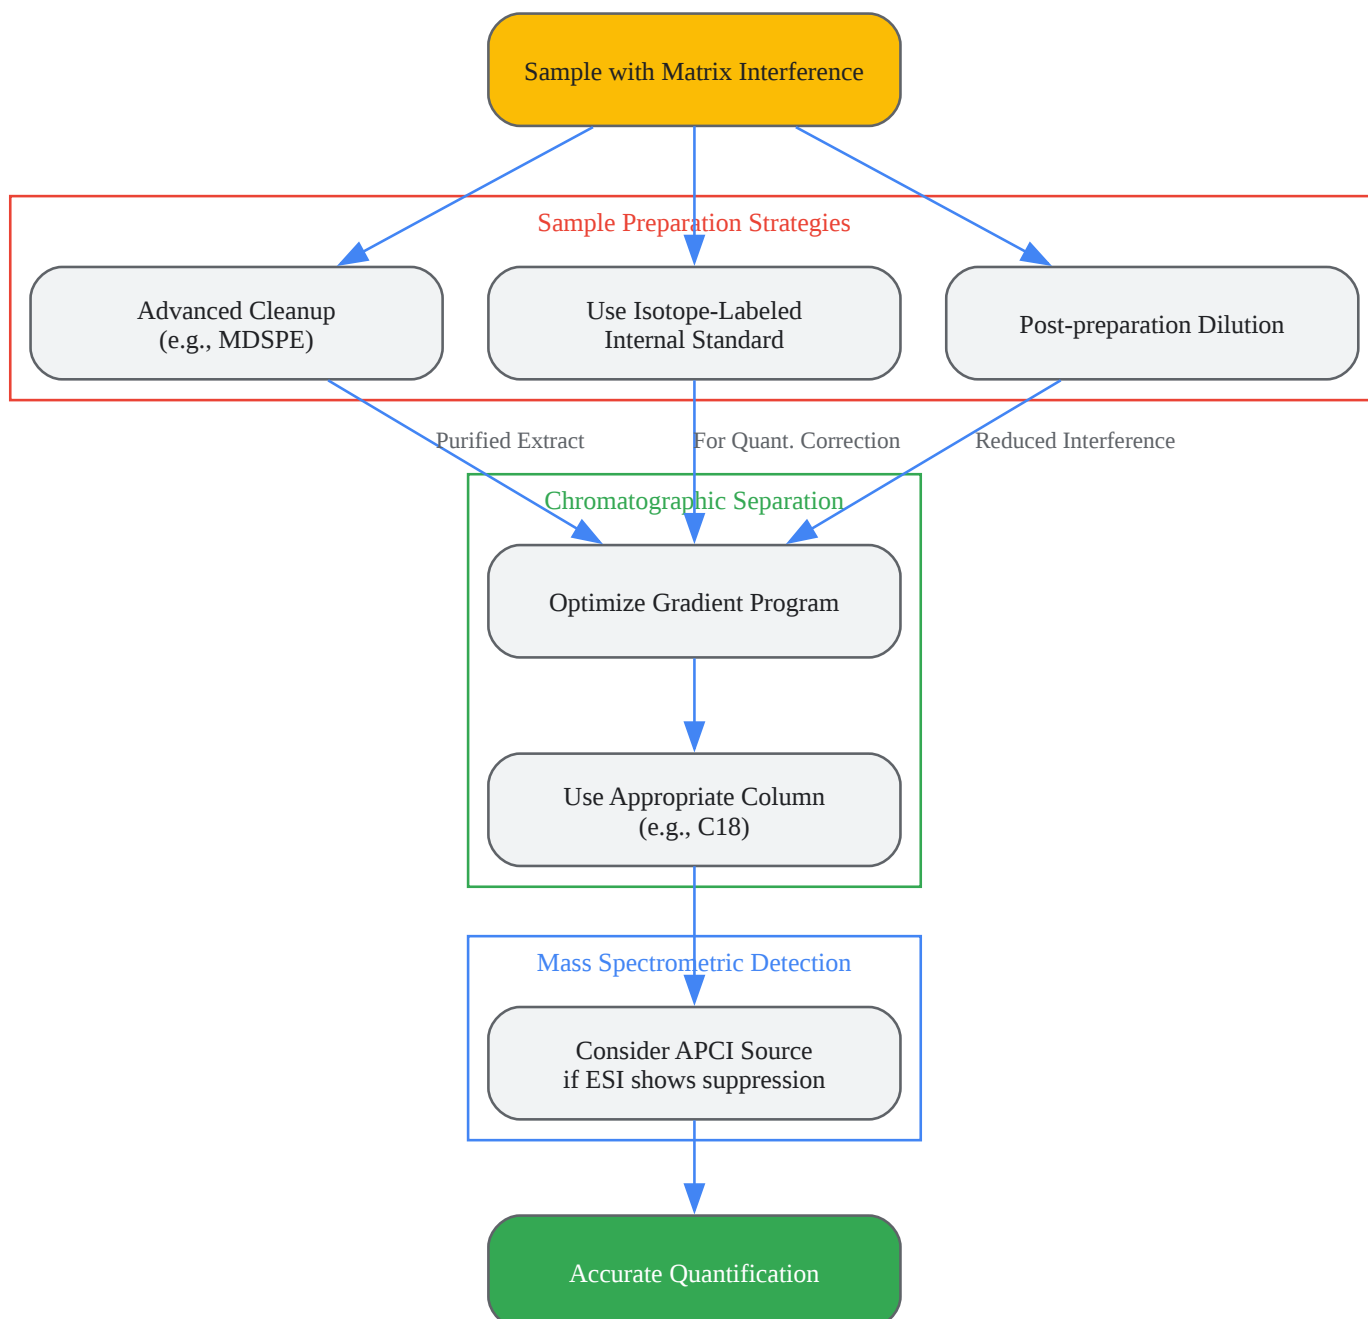 Sample with Matrix Interference
Sample Preparation Strategies
Advanced Cleanup
(e.g., MDSPE)
Use Isotope-Labeled
Internal Standard
Post-preparation Dilution
Purified Extract
For Quant. Correction
Reduced Interference
Chromatographic Separation
Optimize Gradient Program
Use Appropriate Column
(e.g., C18)
Mass Spectrometric Detection
Consider APCI Source
if ESI shows suppression
Accurate Quantification